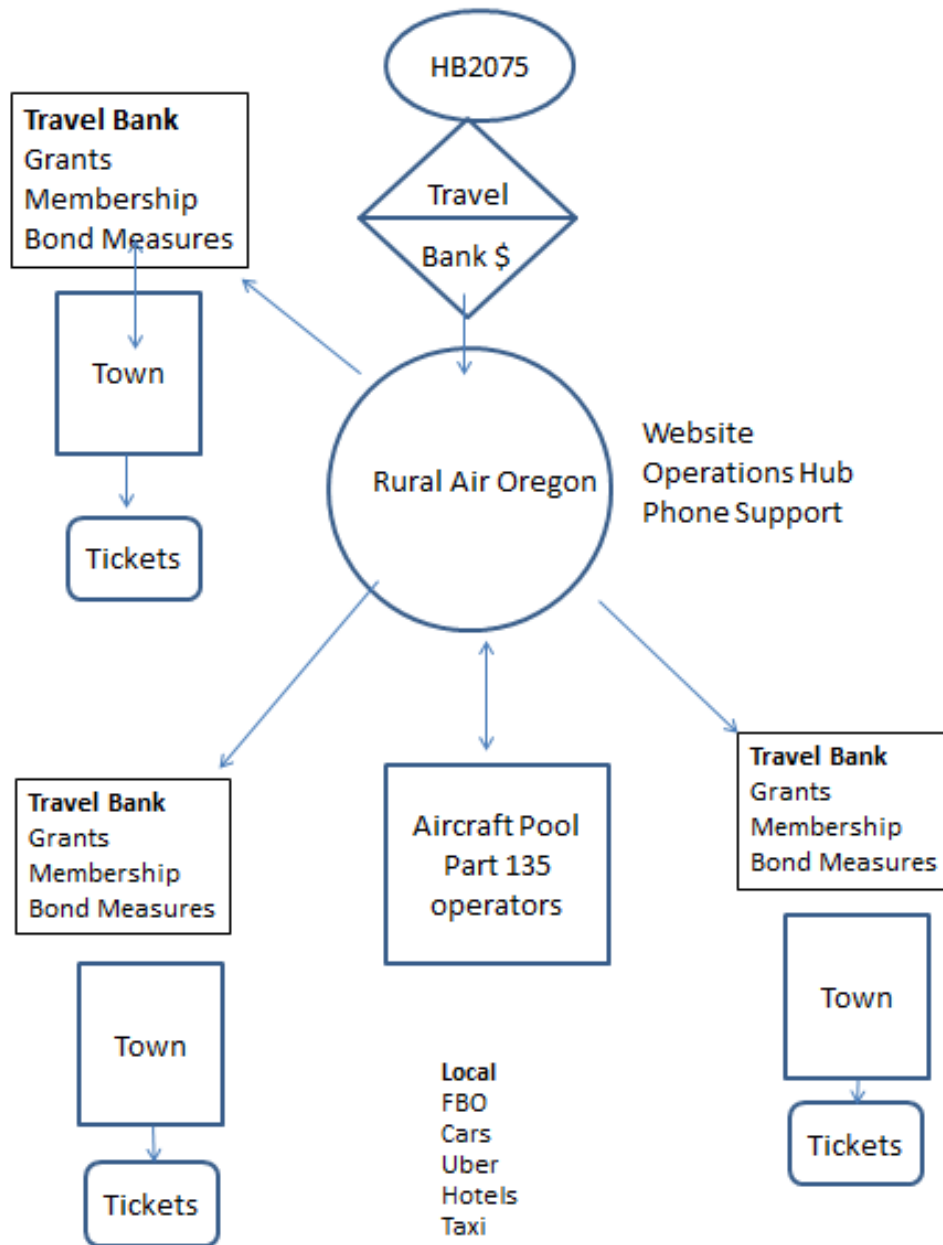 HB2075
Travel Bank
Grants
Membership
Bond Measures
Travel
Bank $
Town
Tickets
Rural Air Oregon
Website
Operations Hub
Phone Support
Travel Bank
Grants
Membership
Bond Measures
Town
Tickets
Aircraft Pool
Part 135
operators
Travel Bank
Grants
Membership
Bond Measures
Town
Tickets
Local
FBO
Cars
Uber
Hotels
Taxi